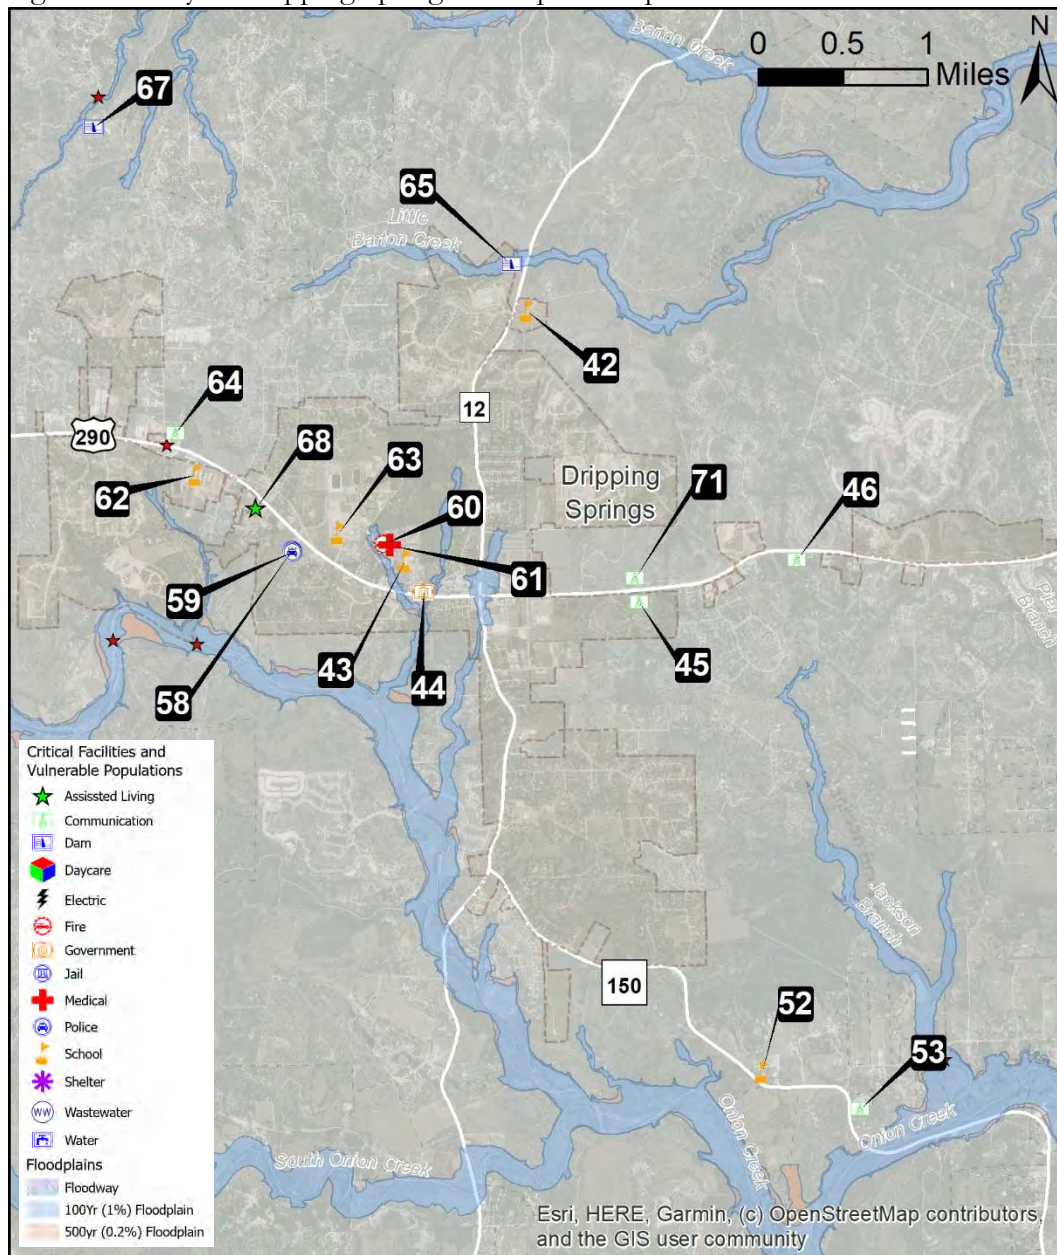 Barton Creek
N
0 0.5 1
Miles
67
65
Little
Barton Creek
42
64
12
290
68
63
Dripping
Springs
71
46
62
60
61
59
43
44
45
58
Branch
Critical Facilities and
Vulnerable Populations
Assissted Living
Communication
Dam
Daycare
Electric
Fire
Government
Jail
Medical
Police
School
Shelter
WW Wastewater
Water
Floodplains
Floodway
100Yr (1%) Floodplain
500yr (0.2%) Floodplain
Jackson
Branch
150
52
53
Onion Creek
Onion Creek
South Onion Creek
Esri, HERE, Garmin, (c) OpenStreetMap contributors,
and the GIS user community